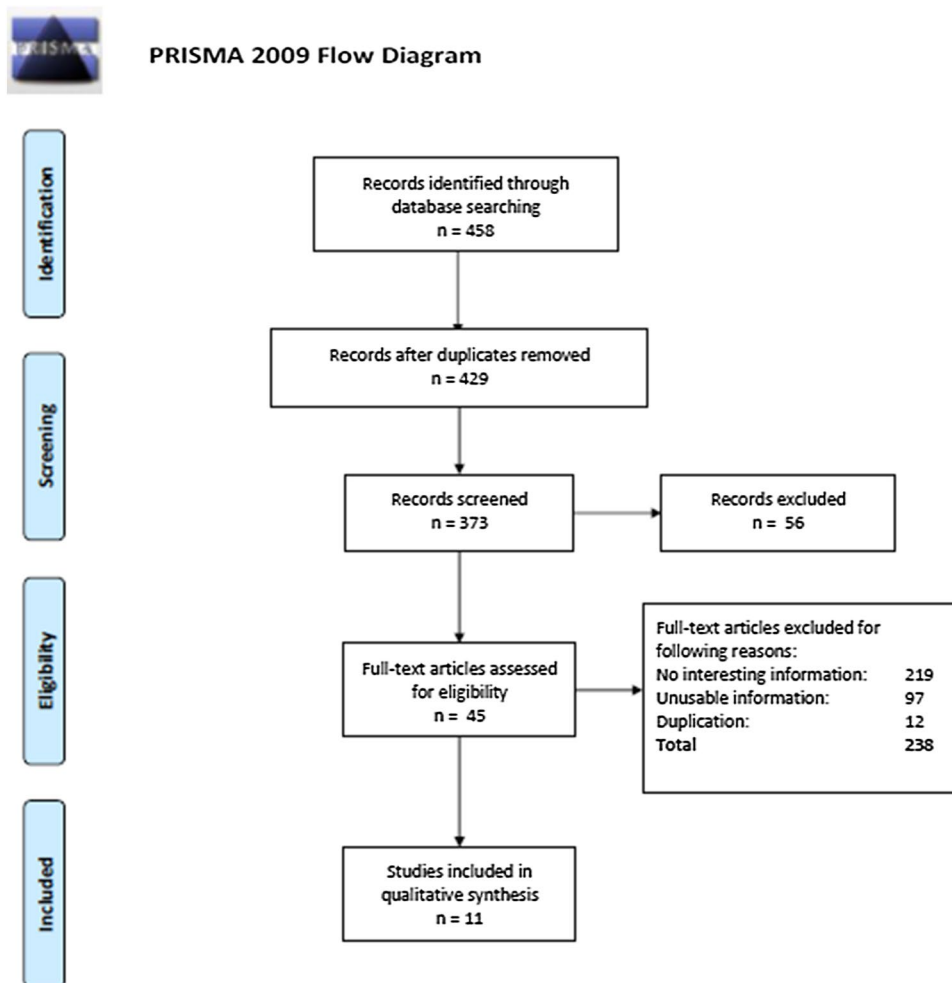 PRISMA
PRISMA 2009 Flow Diagram
Identification
Records identified through
database searching
n = 458
Records after duplicates removed
n = 429
Screening
Records screened
n = 373
Records excluded
n = 56
Eligibility
Full-text articles assessed
for eligibility
n = 45
Full-text articles excluded for
following reasons:
No interesting information: 219
Unusable information: 97
Duplication: 12
Total 238
Included
Studies included in
qualitative synthesis
n = 11